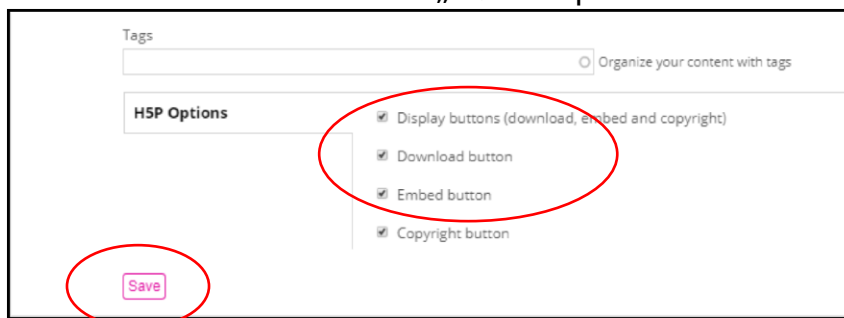 Tags
Organize your content with tags
H5P Options
Display buttons (download, embed and copyright)
Download button
Embed button
Copyright button
Save